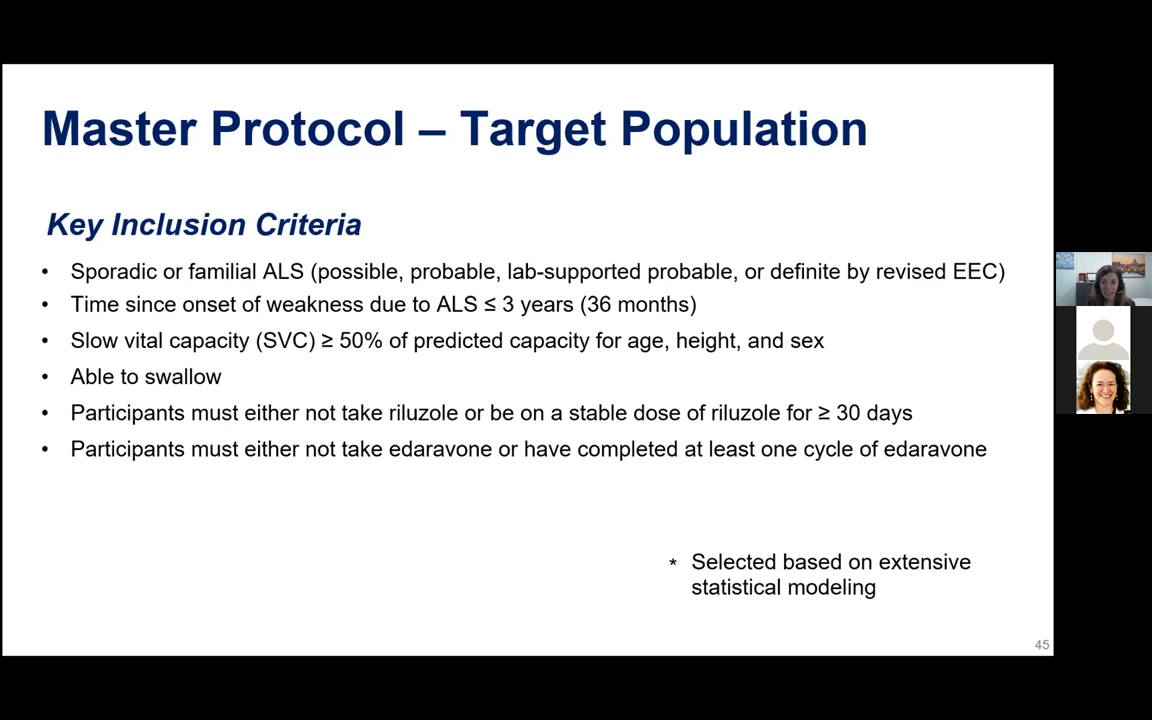 Master Protocol – Target Population
Key Inclusion Criteria
• Sporadic or familial ALS (possible, probable, lab-supported probable, or definite by revised EEC)
• Time since onset of weakness due to ALS ≤ 3 years (36 months)
• Slow vital capacity (SVC) ≥ 50% of predicted capacity for age, height, and sex
• Able to swallow
• Participants must either not take riluzole or be on a stable dose of riluzole for ≥ 30 days
• Participants must either not take edaravone or have completed at least one cycle of edaravone
* Selected based on extensive
statistical modeling
45